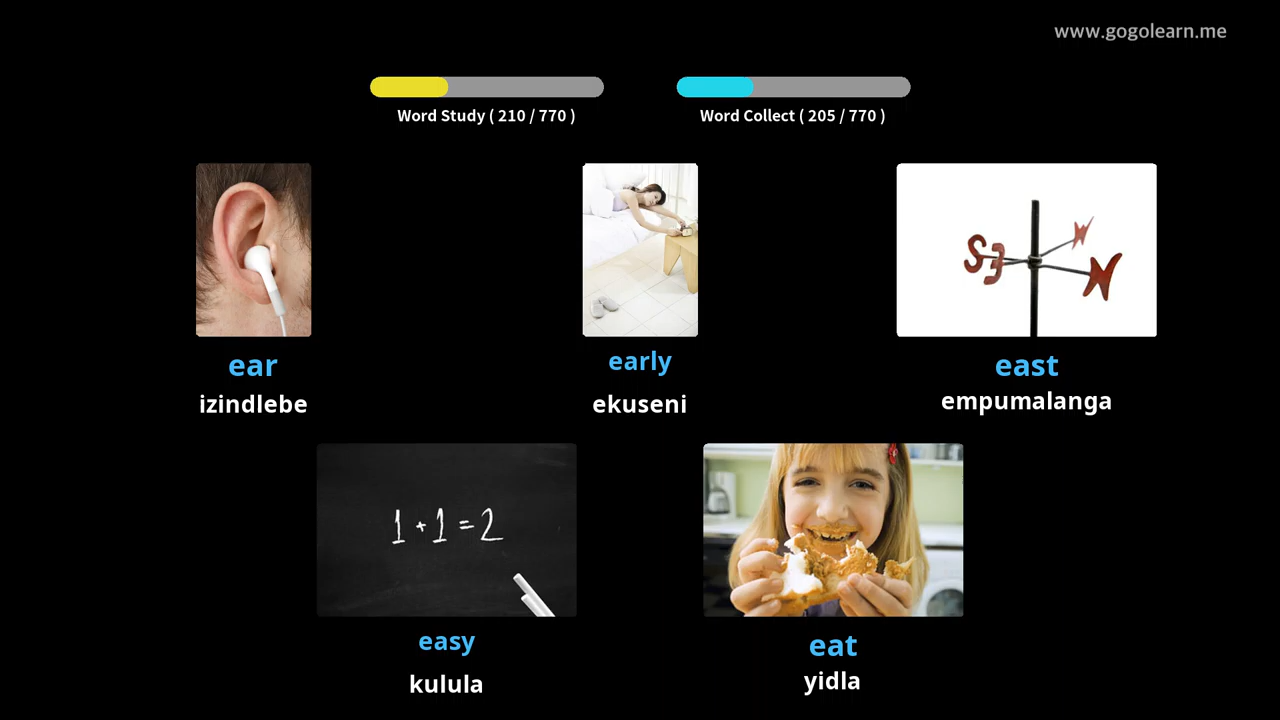 www.gogolearn.me
Word Study ( 210 / 770 )
Word Collect ( 205 / 770 )
S E N
ear
early
east
izindlebe
ekuseni
empumalanga
1 + 1 = 2
easy
eat
kulula
yidla